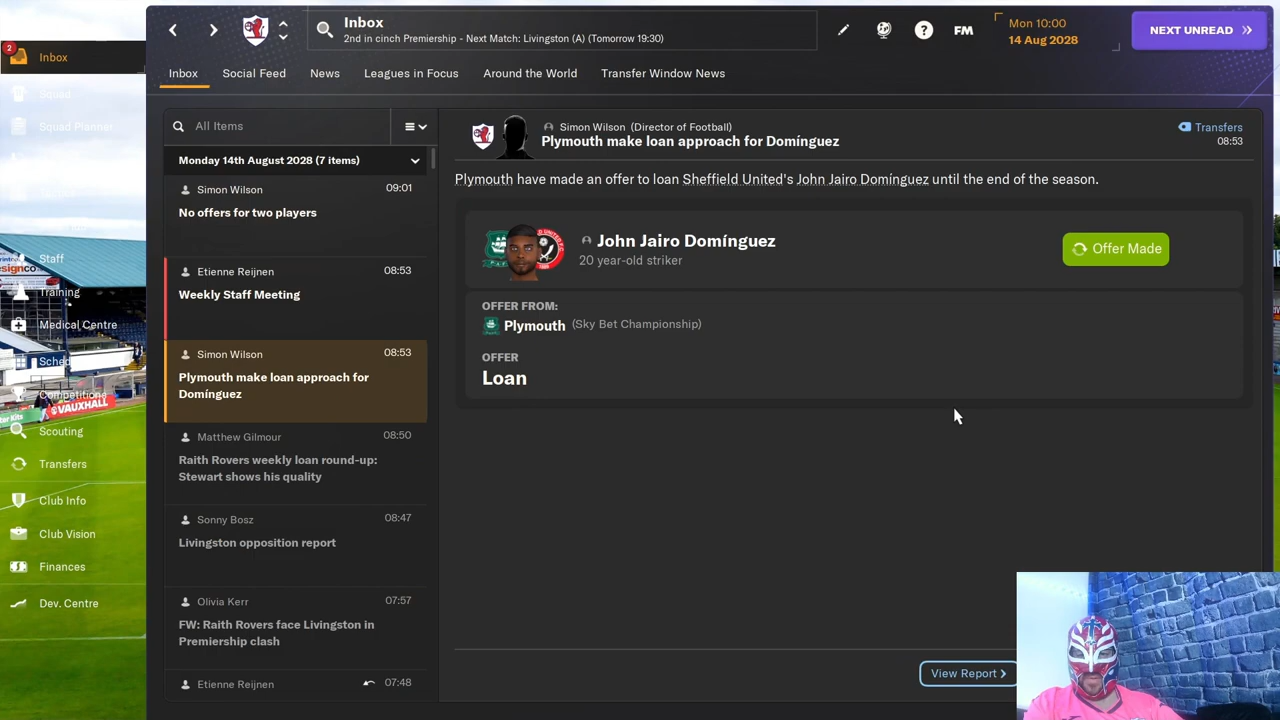 Inbox
2nd in cinch Premiership - Next Match: Livingston (A) (Tomorrow 19:30)
FM
Mon 10:00
14 Aug 2028
NEXT UNREAD
2
Inbox
Squad
Squad Planner
Staff
Training
Medical Centre
Sched
Competitions
Scouting
Transfers
Club Info
Club Vision
Finances
Dev. Centre
VAUXHALL
Inbox
Social Feed
News
Leagues in Focus
Around the World
Transfer Window News
All Items
Monday 14th August 2028 (7 items)
Simon Wilson 09:01
No offers for two players
Etienne Reijnen 08:53
Weekly Staff Meeting
Simon Wilson 08:53
Plymouth make loan approach for
Domínguez
Matthew Gilmour 08:50
Raith Rovers weekly loan round-up:
Stewart shows his quality
Sonny Bosz 08:47
Livingston opposition report
Olivia Kerr 07:57
FW: Raith Rovers face Livingston in
Premiership clash
Etienne Reijnen 07:48
Simon Wilson (Director of Football)
Plymouth make loan approach for Domínguez
Transfers
08:53
Plymouth have made an offer to loan Sheffield United's John Jairo Domínguez until the end of the season.
John Jairo Domínguez
20 year-old striker
Offer Made
OFFER FROM:
Plymouth (Sky Bet Championship)
OFFER
Loan
View Report